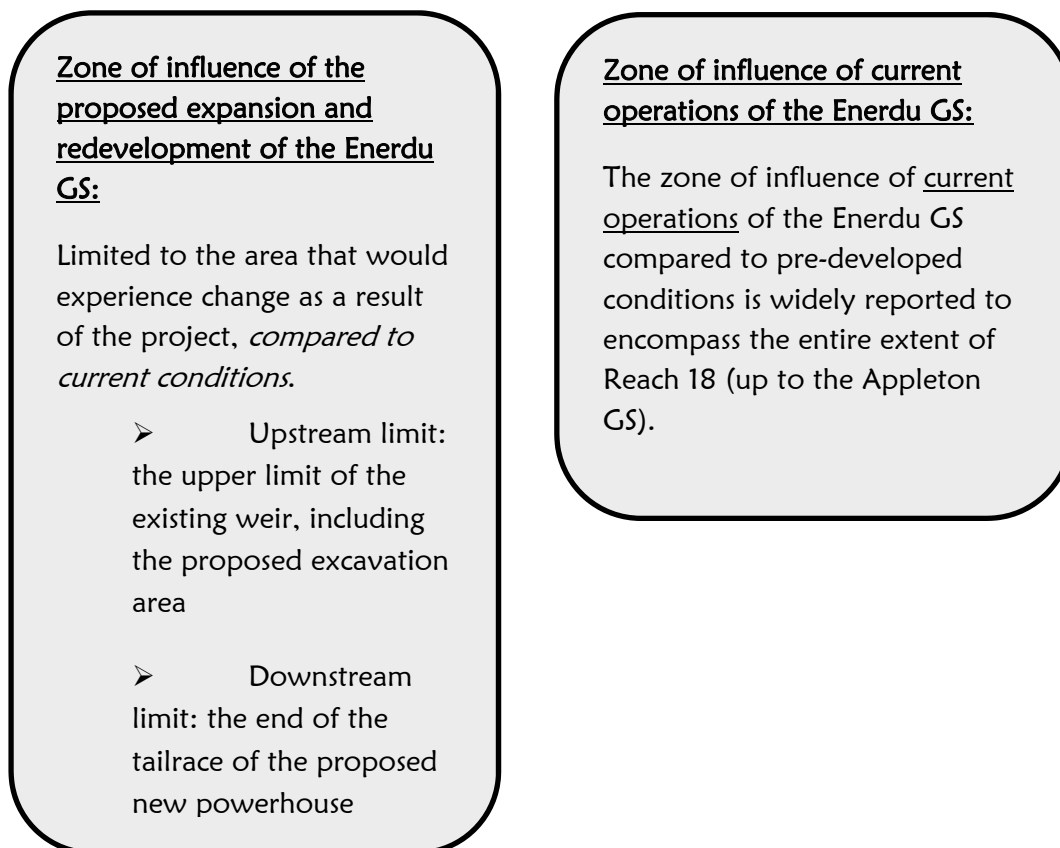 Zone of influence of the
proposed expansion and
redevelopment of the Enerdu
GS:
Limited to the area that would
experience change as a result
of the project, compared to
current conditions.
➢ Upstream limit:
the upper limit of the
existing weir, including
the proposed excavation
area
➢ Downstream
limit: the end of the
tailrace of the proposed
new powerhouse
Zone of influence of current
operations of the Enerdu GS:
The zone of influence of current
operations of the Enerdu GS
compared to pre-developed
conditions is widely reported to
encompass the entire extent of
Reach 18 (up to the Appleton
GS).